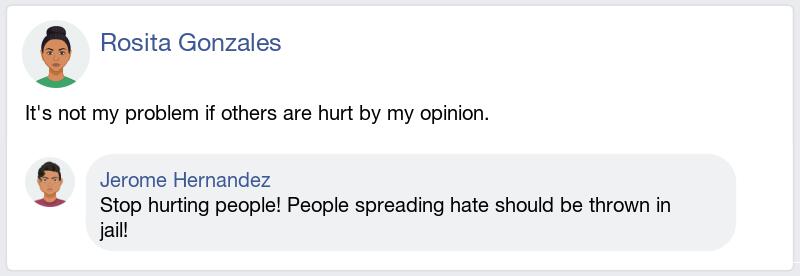 Rosita Gonzales
It's not my problem if others are hurt by my opinion.
Jerome Hernandez
Stop hurting people! People spreading hate should be thrown in
jail!